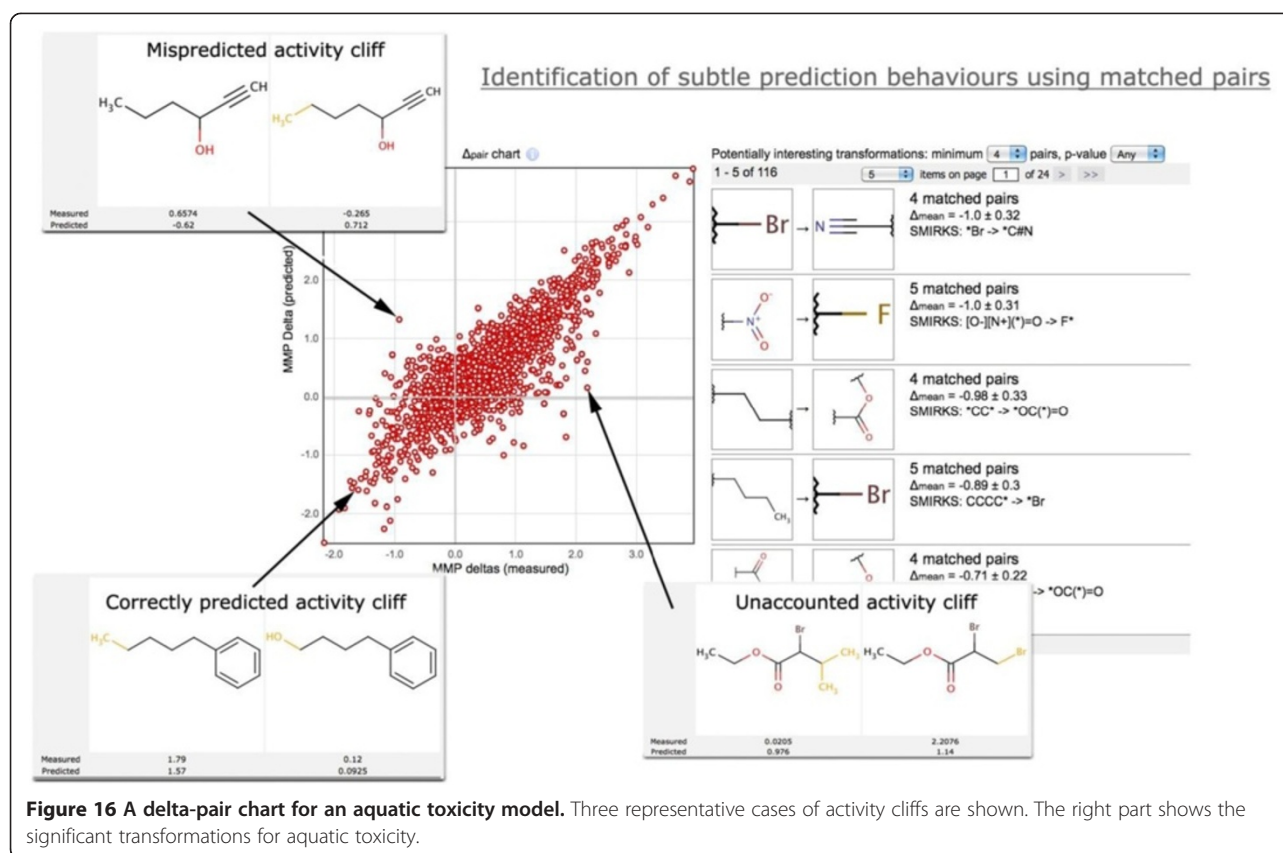 Mispredicted activity cliff
H₃C
CH
OH
H₃C
CH
OH
Measured 0.6574 -0.265
Predicted -0.62 0.712
Identification of subtle prediction behaviours using matched pairs
Δpair chart
MMP Delta (predicted)
2.0
1.0
0.0
-1.0
-2.0
-2.0 -1.0 0.0 1.0 2.0 3.0
MMP deltas (measured)
Potentially interesting transformations: minimum 4 pairs, p-value Any
1 - 5 of 116 5 items on page 1 of 24 > >>
Br → N
4 matched pairs
Δmean = -1.0 ± 0.32
SMIRKS: *Br -> *C#N
O⁻
N⁺
O
→ F
5 matched pairs
Δmean = -1.0 ± 0.31
SMIRKS: [O-][N+](*)=O -> F*
→
O
O
4 matched pairs
Δmean = -0.98 ± 0.33
SMIRKS: *CC* -> *OC(*)=O
CH₃
→ Br
5 matched pairs
Δmean = -0.89 ± 0.3
SMIRKS: CCCC* -> *Br
O
O
4 matched pairs
Δmean = -0.71 ± 0.22
-> *OC(*)=O
Correctly predicted activity cliff
H₃C
HO
Measured 1.79 0.12
Predicted 1.57 0.0925
Unaccounted activity cliff
Br
H₃C
O
O
CH₃
CH₃
Br
H₃C
O
O
Br
Measured 0.0205 2.2076
Predicted 0.976 1.14
Figure 16 A delta-pair chart for an aquatic toxicity model. Three representative cases of activity cliffs are shown. The right part shows the
significant transformations for aquatic toxicity.